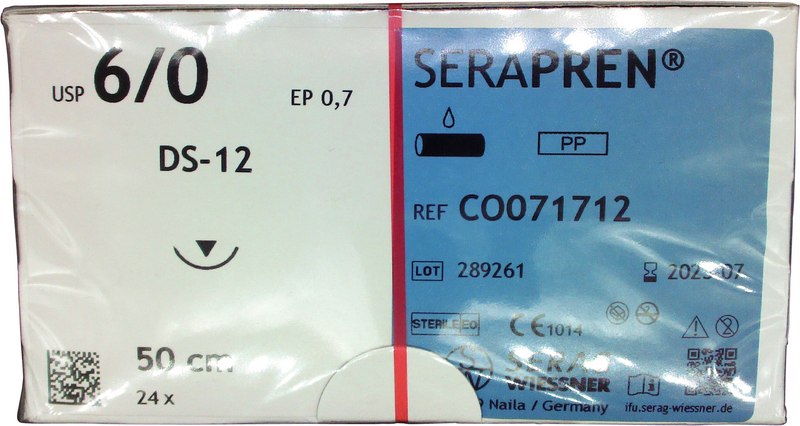 USP 6/0
EP 0,7
DS-12
50 cm
24 x
SERAPREN®
PP
REF CO071712
LOT 289261
STERILE EO
CE 1014
SERAG
WIESSNER
Naila / Germany
ifu.serag-wiessner.de